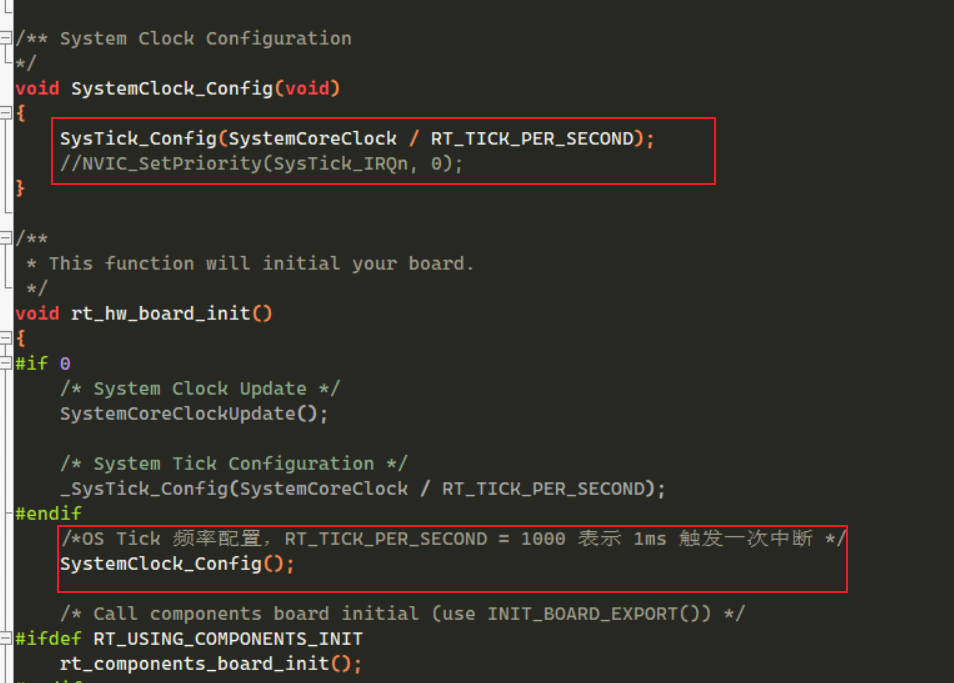 /** System Clock Configuration
*/
void SystemClock_Config(void)
{
    SysTick_Config(SystemCoreClock / RT_TICK_PER_SECOND);
    //NVIC_SetPriority(SysTick_IRQn, 0);
}
/**
 * This function will initial your board.
 */
void rt_hw_board_init()
{
#if 0
    /* System Clock Update */
    SystemCoreClockUpdate();
    /* System Tick Configuration */
    _SysTick_Config(SystemCoreClock / RT_TICK_PER_SECOND);
#endif
    /*OS Tick 频率配置，RT_TICK_PER_SECOND = 1000 表示 1ms 触发一次中断 */
    SystemClock_Config();
    /* Call components board initial (use INIT_BOARD_EXPORT()) */
#ifdef RT_USING_COMPONENTS_INIT
    rt_components_board_init();